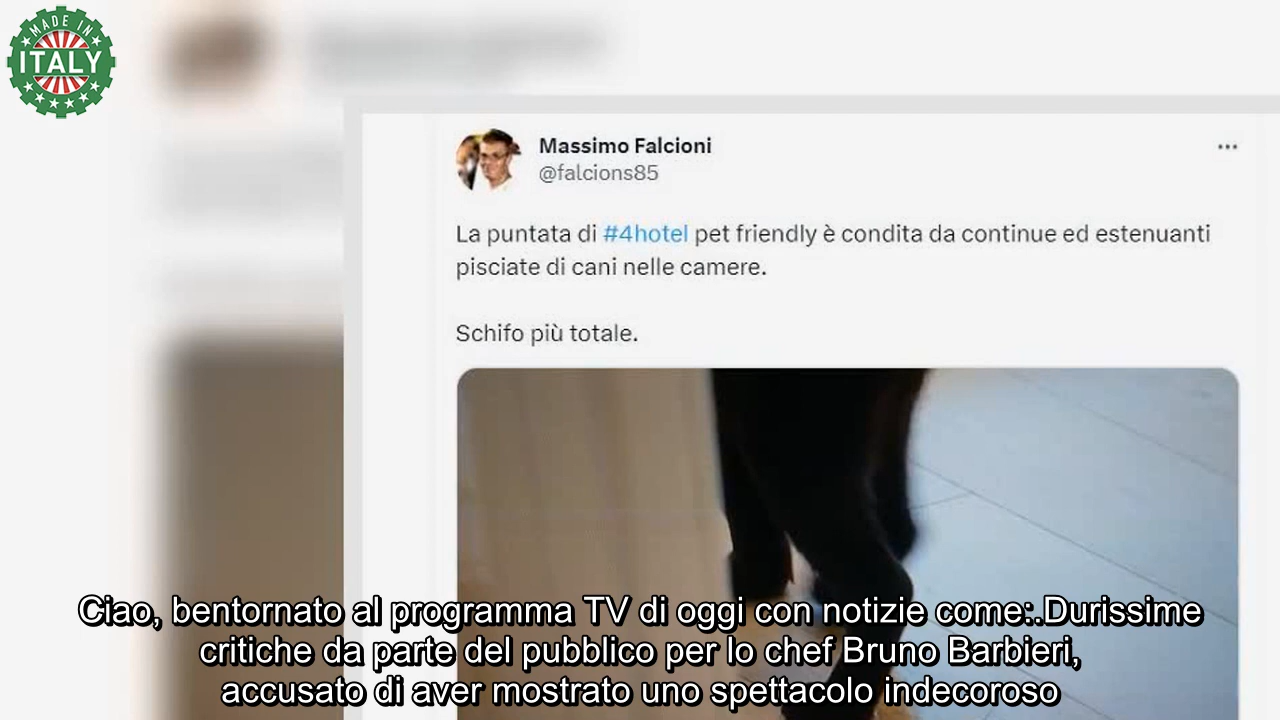 MADE IN
ITALY
Massimo Falcioni
@falcions85
La puntata di #4hotel pet friendly è condita da continue ed estenuanti
pisciate di cani nelle camere.
Schifo più totale.
Ciao, bentornato al programma TV di oggi con notizie come:.Durissime
critiche da parte del pubblico per lo chef Bruno Barbieri,
accusato di aver mostrato uno spettacolo indecoroso